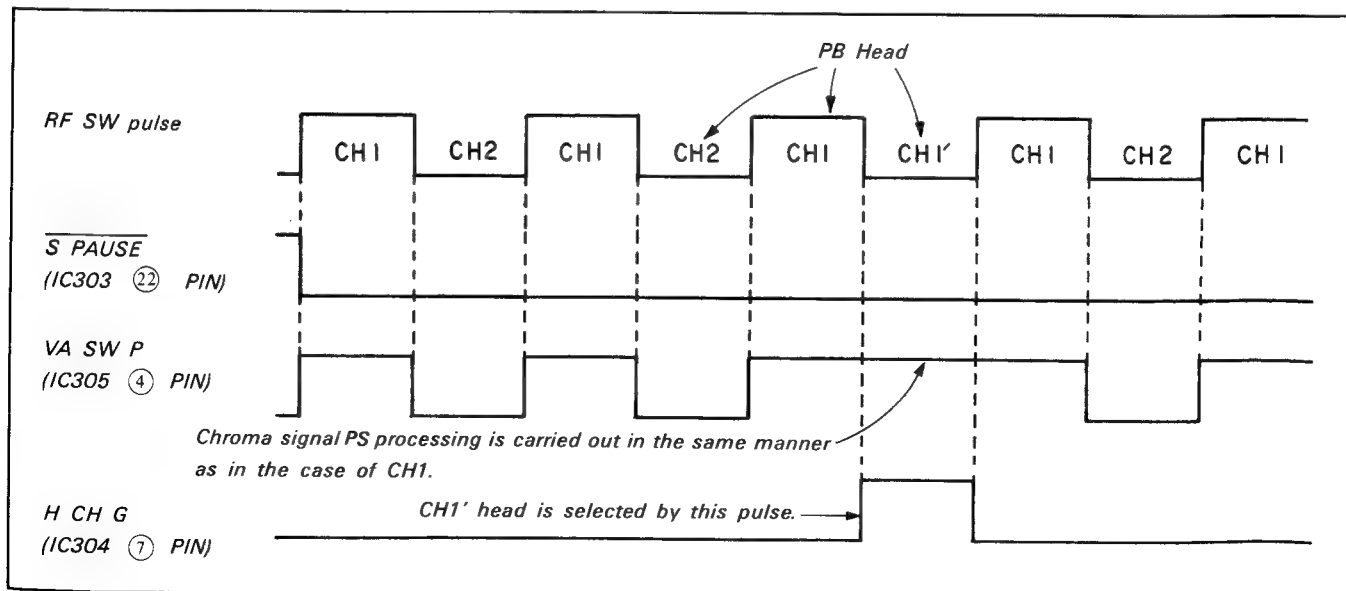 PB Head
RF SW pulse
CH1 CH2 CH1 CH2 CH1 CH1′ CH1 CH2 CH1
S PAUSE
(IC303 ㉒ PIN)
VA SW P
(IC305 ④ PIN)
Chroma signal PS processing is carried out in the same manner
as in the case of CH1.
CH1′ head is selected by this pulse.
H CH G
(IC304 ⑦ PIN)